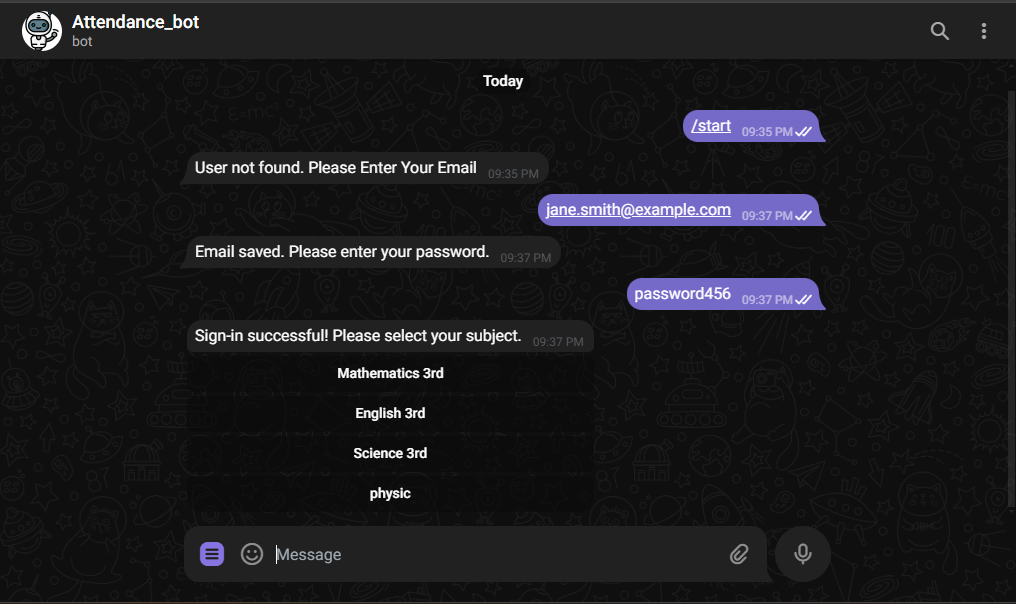 Attendance_bot
bot
Today
/start 09:35 PM
User not found. Please Enter Your Email 09:35 PM
jane.smith@example.com 09:37 PM
Email saved. Please enter your password. 09:37 PM
password456 09:37 PM
Sign-in successful! Please select your subject. 09:37 PM
Mathematics 3rd
English 3rd
Science 3rd
physic
Message